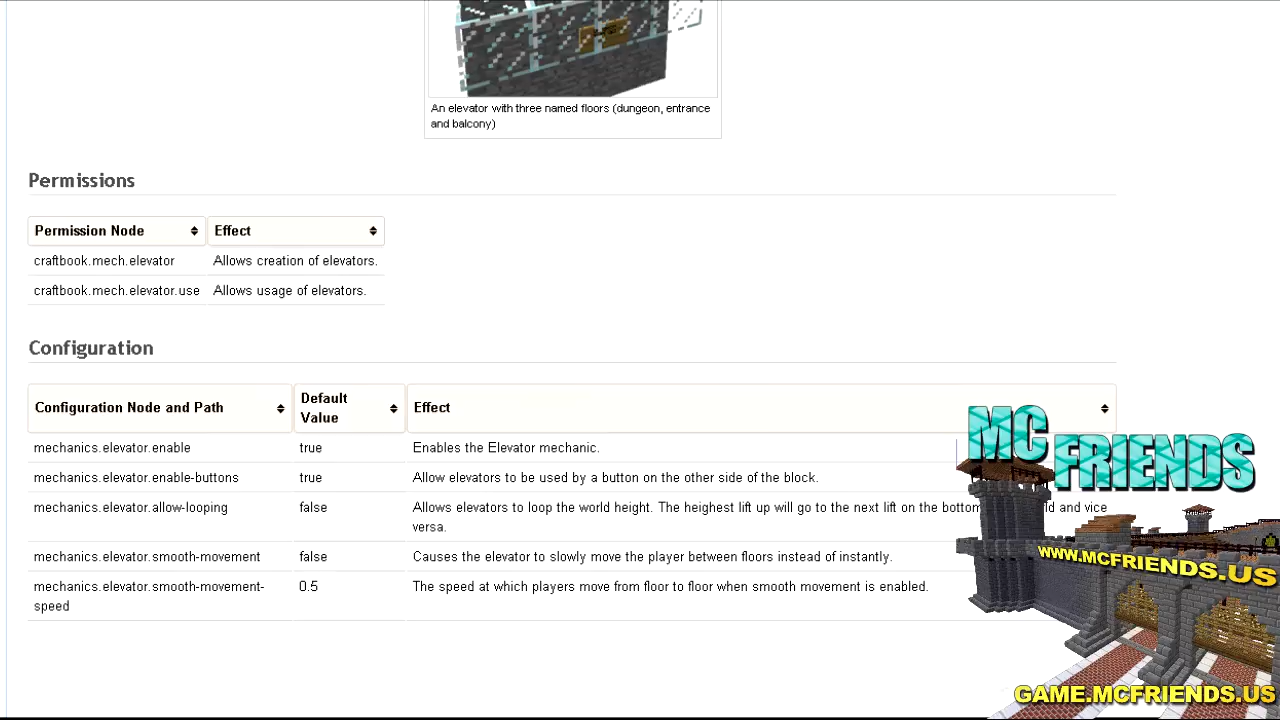 An elevator with three named floors (dungeon, entrance
and balcony)
Permissions
Permission Node Effect
craftbook.mech.elevator Allows creation of elevators.
craftbook.mech.elevator.use Allows usage of elevators.
Configuration
Configuration Node and Path Default Value Effect
mechanics.elevator.enable true Enables the Elevator mechanic.
mechanics.elevator.enable-buttons true Allow elevators to be used by a button on the other side of the block.
mechanics.elevator.allow-looping false Allows elevators to loop the world height. The heighest lift up will go to the next lift on the bottom and vice
versa.
mechanics.elevator.smooth-movement false Causes the elevator to slowly move the player between floors instead of instantly.
mechanics.elevator.smooth-movement- 0.5 The speed at which players move from floor to floor when smooth movement is enabled.
speed
MC
FRIENDS
WWW.MCFRIENDS.US
GAME.MCFRIENDS.US